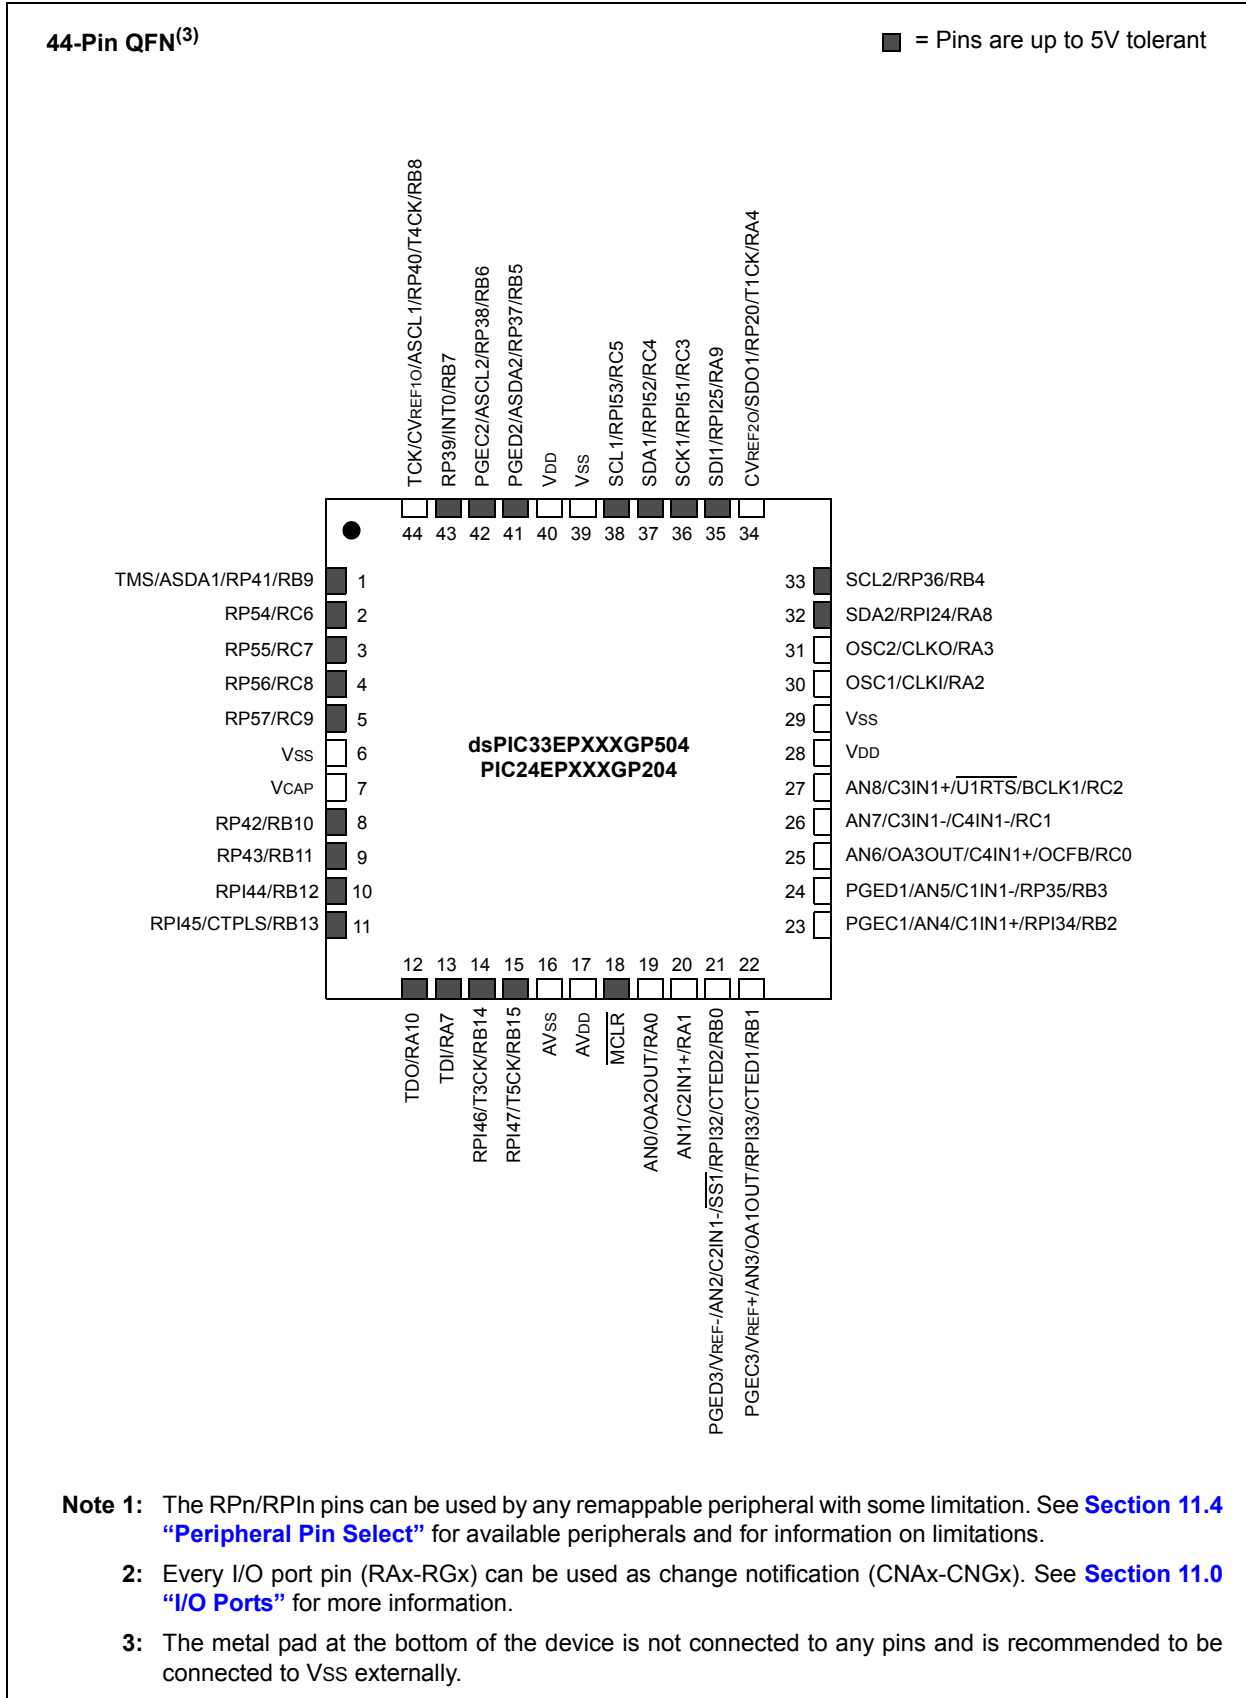 44-Pin QFN(3)
= Pins are up to 5V tolerant
TCK/CVREF1O/ASCL1/RP40/T4CK/RB8
RP39/INT0/RB7
PGEC2/ASCL2/RP38/RB6
PGED2/ASDA2/RP37/RB5
VDD
VSS
SCL1/RPI53/RC5
SDA1/RPI52/RC4
SCK1/RPI51/RC3
SDI1/RPI25/RA9
CVREF2O/SDO1/RP20/T1CK/RA4
44 43 42 41 40 39 38 37 36 35 34
TMS/ASDA1/RP41/RB9 1
RP54/RC6 2
RP55/RC7 3
RP56/RC8 4
RP57/RC9 5
VSS 6
VCAP 7
RP42/RB10 8
RP43/RB11 9
RPI44/RB12 10
RPI45/CTPLS/RB13 11
dsPIC33EPXXXGP504
PIC24EPXXXGP204
33 SCL2/RP36/RB4
32 SDA2/RPI24/RA8
31 OSC2/CLKO/RA3
30 OSC1/CLKI/RA2
29 VSS
28 VDD
27 AN8/C3IN1+/U1RTS/BCLK1/RC2
26 AN7/C3IN1-/C4IN1-/RC1
25 AN6/OA3OUT/C4IN1+/OCFB/RC0
24 PGED1/AN5/C1IN1-/RP35/RB3
23 PGEC1/AN4/C1IN1+/RPI34/RB2
12 13 14 15 16 17 18 19 20 21 22
TDO/RA10
TDI/RA7
RPI46/T3CK/RB14
RPI47/T5CK/RB15
AVSS
AVDD
MCLR
AN0/OA2OUT/RA0
AN1/C2IN1+/RA1
PGED3/VREF-/AN2/C2IN1-/SS1/RPI32/CTED2/RB0
PGEC3/VREF+/AN3/OA1OUT/RPI33/CTED1/RB1
Note 1: The RPn/RPIn pins can be used by any remappable peripheral with some limitation. See Section 11.4
“Peripheral Pin Select” for available peripherals and for information on limitations.
2: Every I/O port pin (RAx-RGx) can be used as change notification (CNAx-CNGx). See Section 11.0
“I/O Ports” for more information.
3: The metal pad at the bottom of the device is not connected to any pins and is recommended to be
connected to VSS externally.